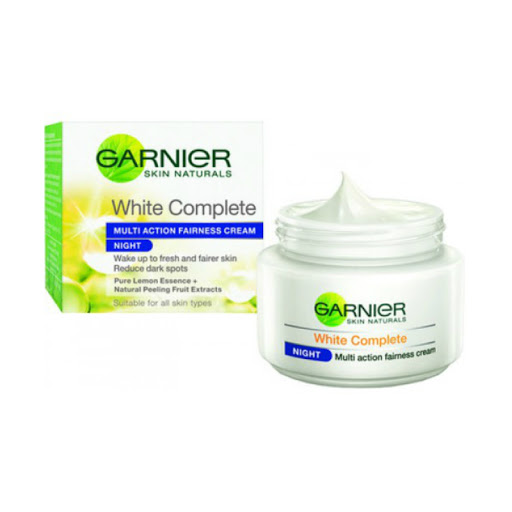 GARNIER
SKIN NATURALS
White Complete
MULTI ACTION FAIRNESS CREAM
NIGHT
Wake up to fresh and fairer skin
Reduce dark spots
Pure Lemon Essence +
Natural Peeling Fruit Extracts
Suitable for all skin types
GARNIER
SKIN NATURALS
White Complete
NIGHT Multi action fairness cream